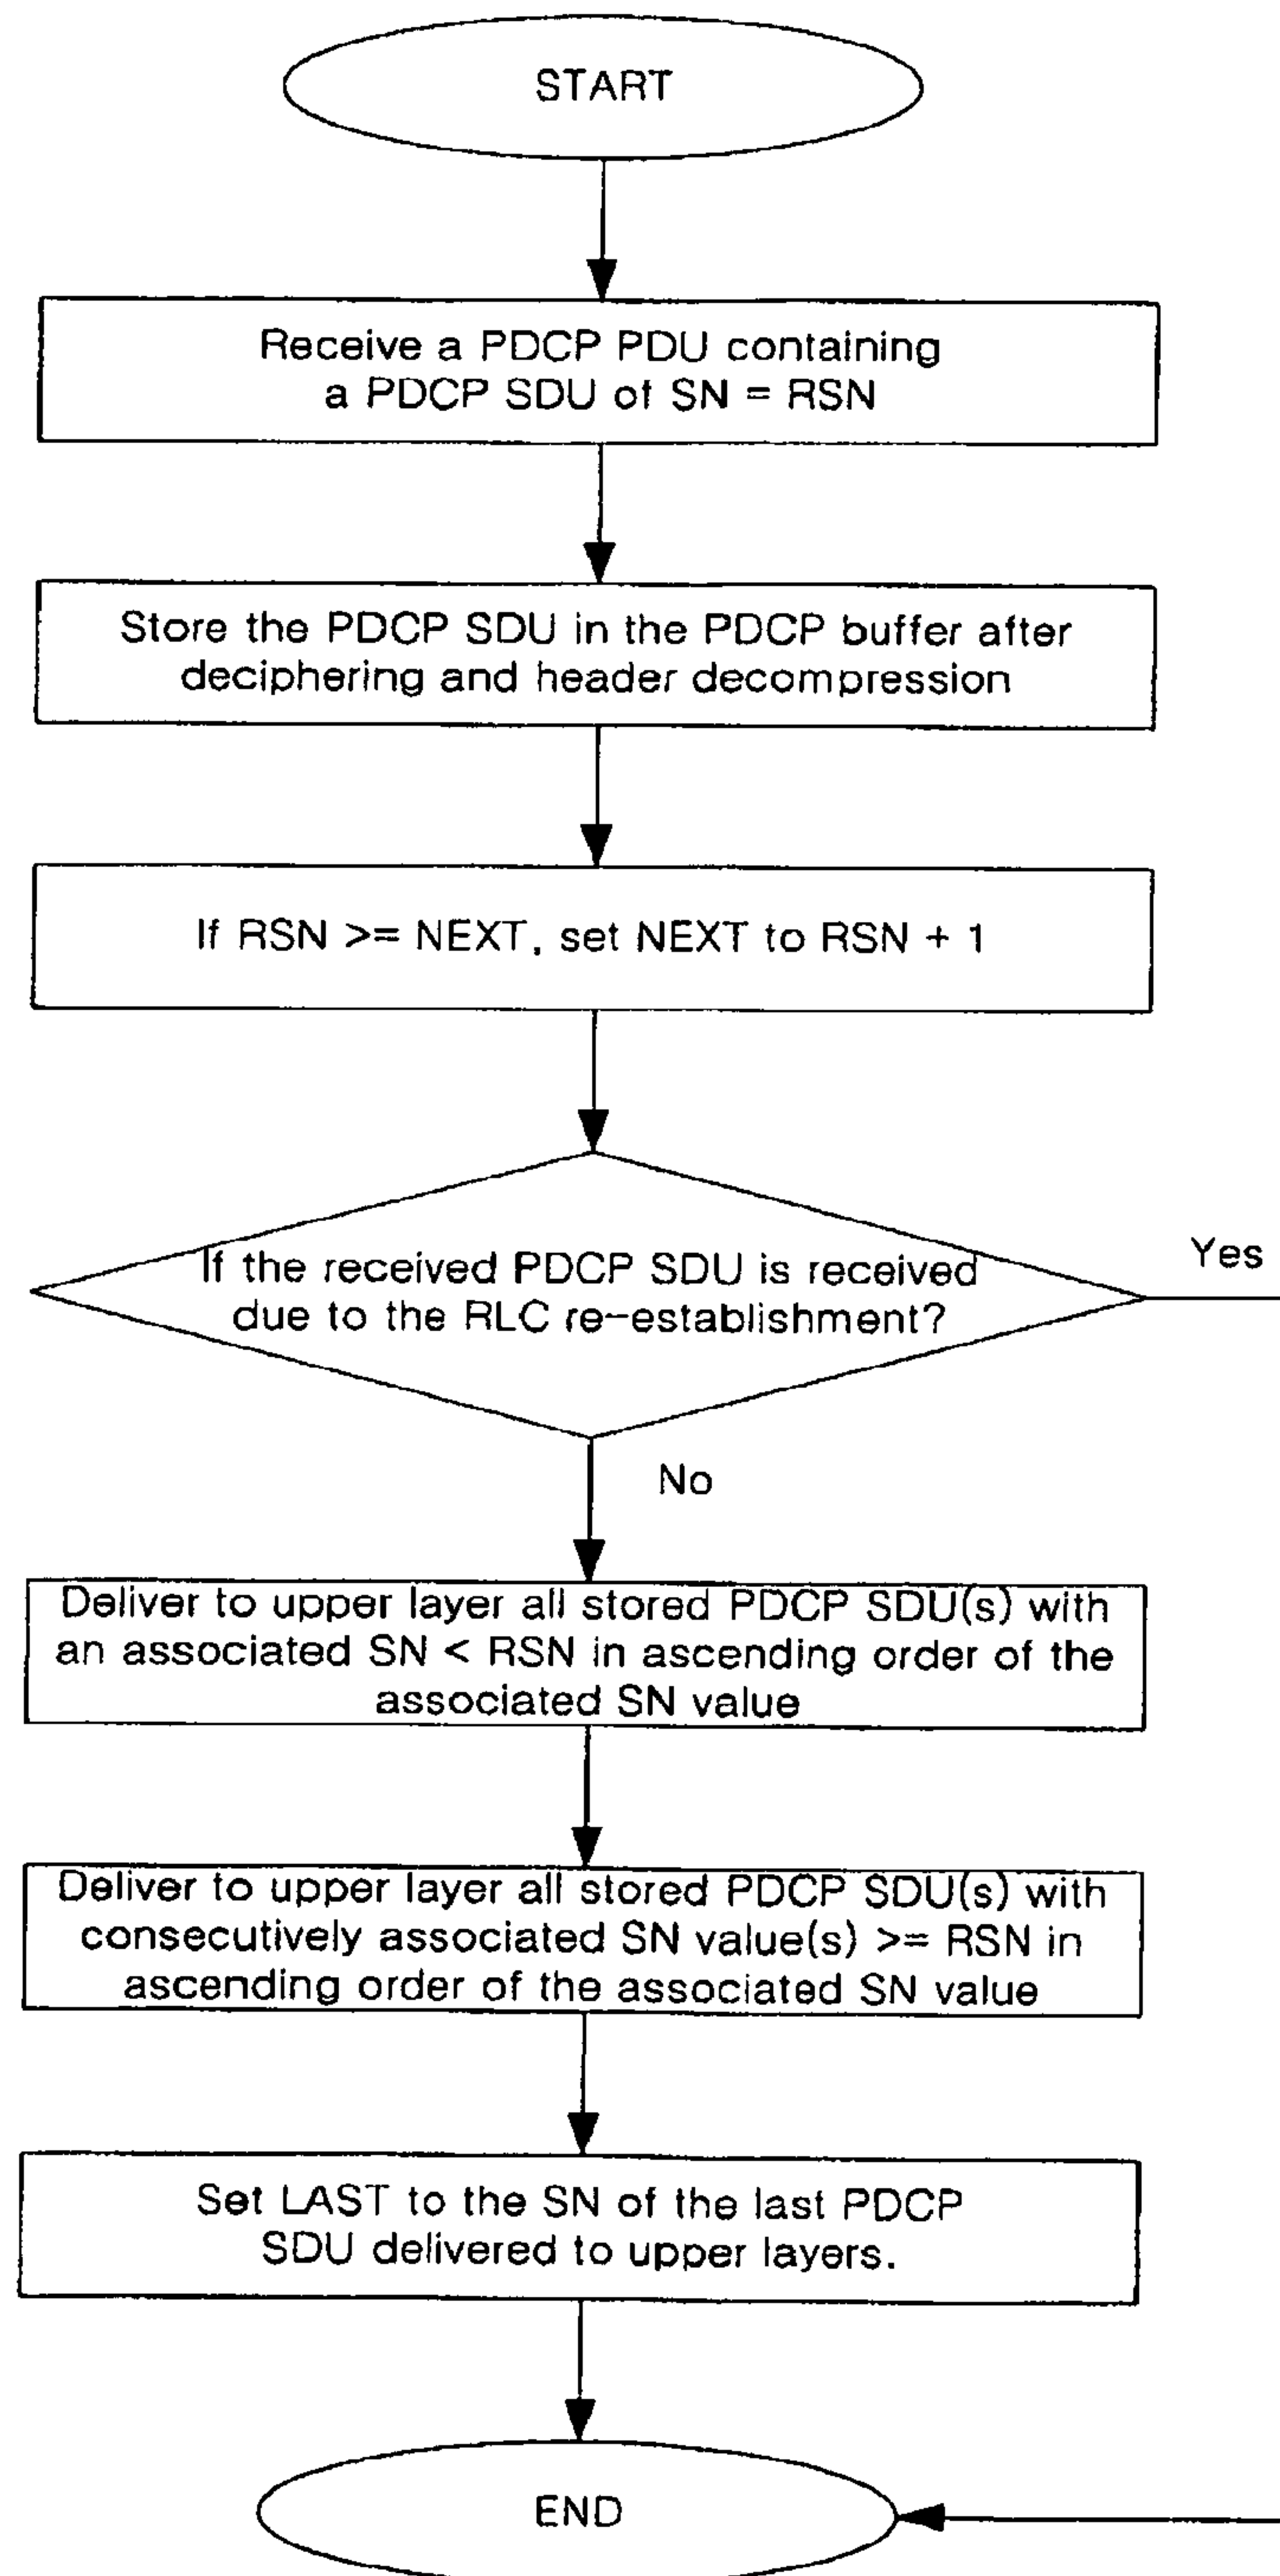 START
Receive a PDCP PDU containing
a PDCP SDU of SN = RSN
Store the PDCP SDU in the PDCP buffer after
deciphering and header decompression
If RSN >= NEXT, set NEXT to RSN + 1
If the received PDCP SDU is received
due to the RLC re-establishment?
Yes
No
Deliver to upper layer all stored PDCP SDU(s) with
an associated SN < RSN in ascending order of the
associated SN value
Deliver to upper layer all stored PDCP SDU(s) with
consecutively associated SN value(s) >= RSN in
ascending order of the associated SN value
Set LAST to the SN of the last PDCP
SDU delivered to upper layers.
END